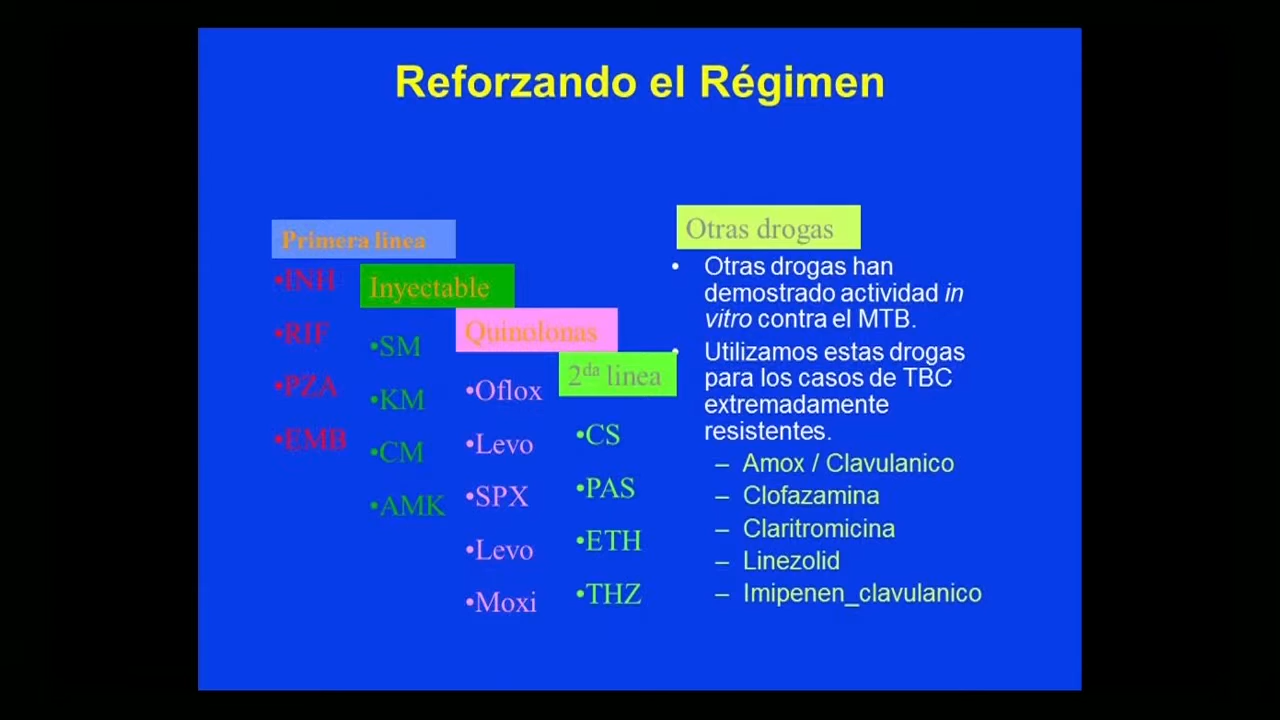 Reforzando el Régimen
Primera linea
•INH
•RIF
•PZA
•EMB
Inyectable
•SM
•KM
•CM
•AMK
Quinolonas
•Oflox
•Levo
•SPX
•Levo
•Moxi
2da linea
•CS
•PAS
•ETH
•THZ
Otras drogas
• Otras drogas han
demostrado actividad in
vitro contra el MTB.
• Utilizamos estas drogas
para los casos de TBC
extremadamente
resistentes.
– Amox / Clavulanico
– Clofazamina
– Claritromicina
– Linezolid
– Imipenen_clavulanico